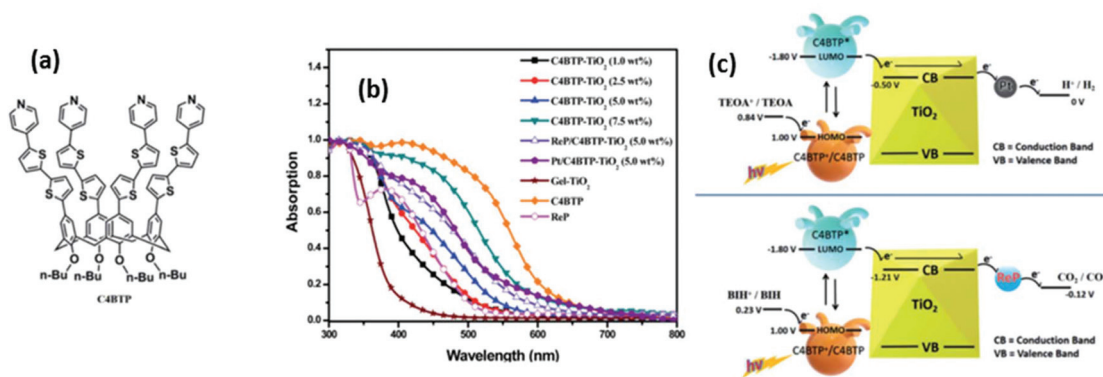 (a)
N N N N
S S S S
S S S S
O O O O
n-Bu n-Bu n-Bu n-Bu
C4BTP
(b)
Absorption
1.4
1.2
1.0
0.8
0.6
0.4
0.2
0.0
300 400 500 600 700 800
Wavelength (nm)
C4BTP-TiO₂ (1.0 wt%)
C4BTP-TiO₂ (2.5 wt%)
C4BTP-TiO₂ (5.0 wt%)
C4BTP-TiO₂ (7.5 wt%)
ReP/C4BTP-TiO₂ (5.0 wt%)
Pt/C4BTP-TiO₂ (5.0 wt%)
Gel-TiO₂
C4BTP
ReP
(c)
C4BTP*
-1.80 V LUMO
e⁻
-0.50 V
CB
e⁻
Pt
e⁻
H⁺ / H₂
0 V
TEOA⁺ / TEOA
0.84 V
e⁻
1.00 V HOMO
C4BTP⁺/C4BTP
hν
TiO₂
VB
CB = Conduction Band
VB = Valence Band
C4BTP*
-1.80 V LUMO
e⁻
-1.21 V
CB
e⁻
ReP
e⁻
CO₂ / CO
-0.12 V
BIH⁺ / BIH
0.23 V
e⁻
1.00 V HOMO
C4BTP⁺/C4BTP
hν
TiO₂
VB
CB = Conduction Band
VB = Valence Band